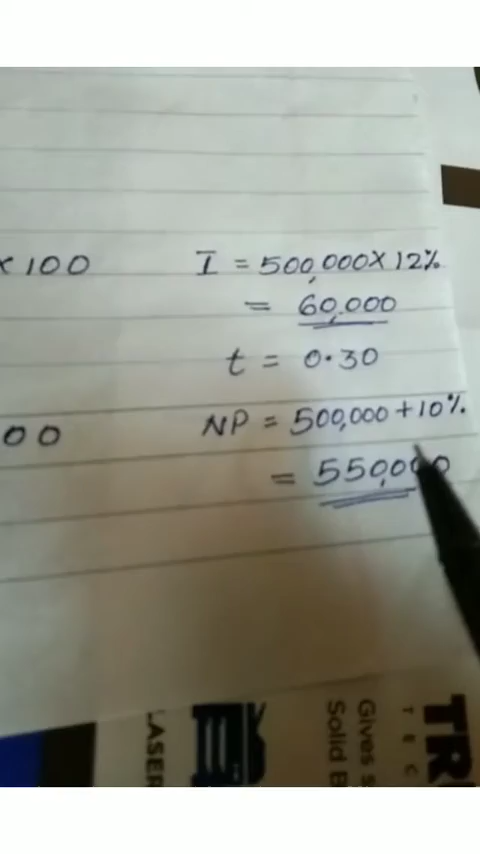 × 100
I = 500,000 × 12%
= 60,000
t = 0.30
00
NP = 500,000 + 10%
= 550,000
LASER
Solid B
Gives S
TR
TEC